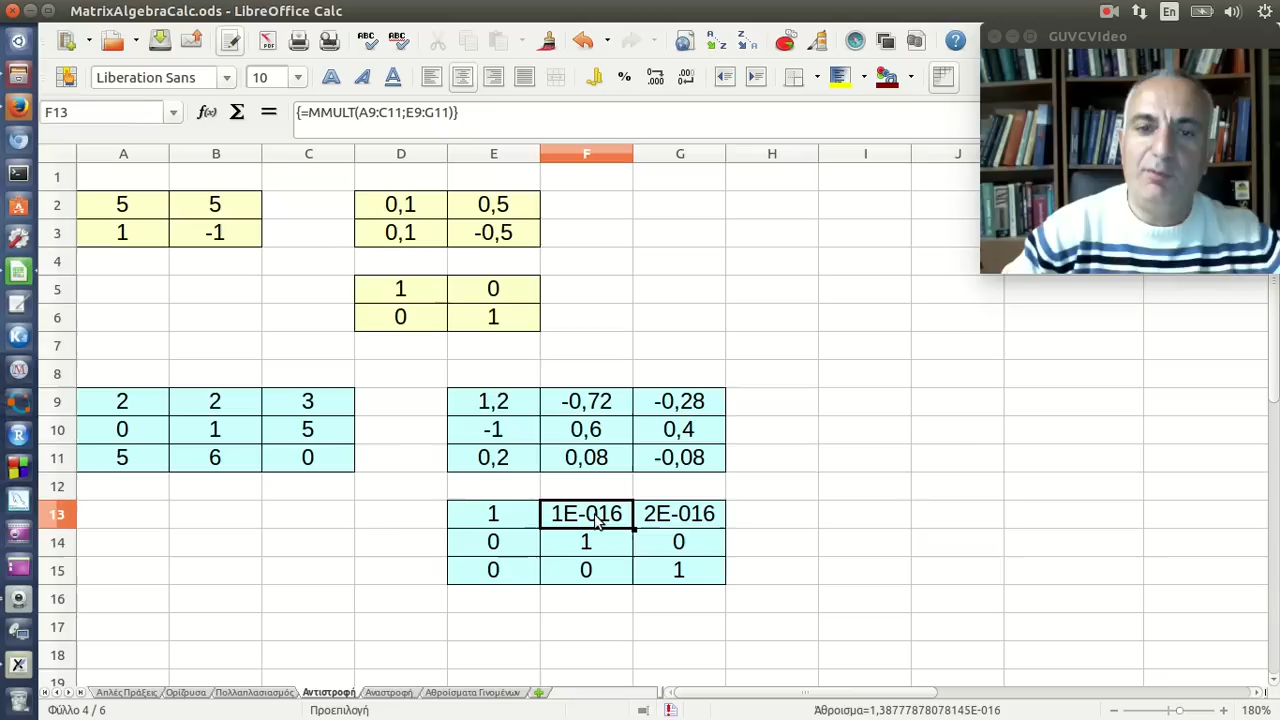 MatrixAlgebraCalc.ods - LibreOffice Calc
En
GUVCVIdeo
Liberation Sans
10
F13
{=MMULT(A9:C11;E9:G11)}
A B C D E F G H I J
1
2 5 5 0,1 0,5
3 1 -1 0,1 -0,5
4
5 1 0
6 0 1
7
8
9 2 2 3 1,2 -0,72 -0,28
10 0 1 5 -1 0,6 0,4
11 5 6 0 0,2 0,08 -0,08
12
13 1 1E-016 2E-016
14 0 1 0
15 0 0 1
16
17
18
19
Απλές Πράξεις Ορίζουσα Πολλαπλασιασμός Αντιστροφή Αναστροφή Αθροίσματα Γινομένων
Φύλλο 4 / 6 Προεπιλογή Άθροισμα=1,38777878078145E-016 180%